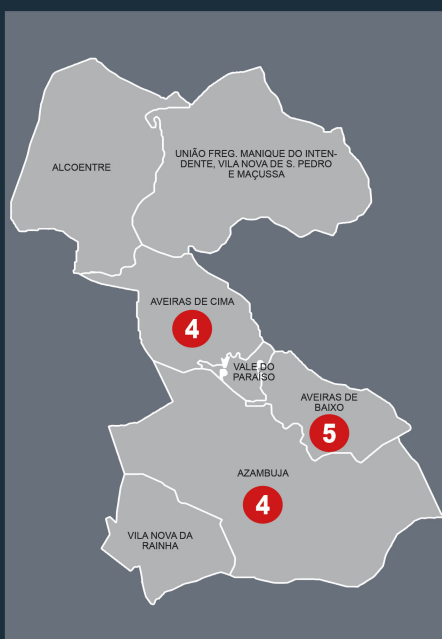 ALCOENTRE
UNIÃO FREG. MANIQUE DO INTEN-
DENTE, VILA NOVA DE S. PEDRO
E MAÇUSSA
AVEIRAS DE CIMA
4
VALE DO
PARAÍSO
AVEIRAS DE
BAIXO
5
AZAMBUJA
4
VILA NOVA DA
RAINHA